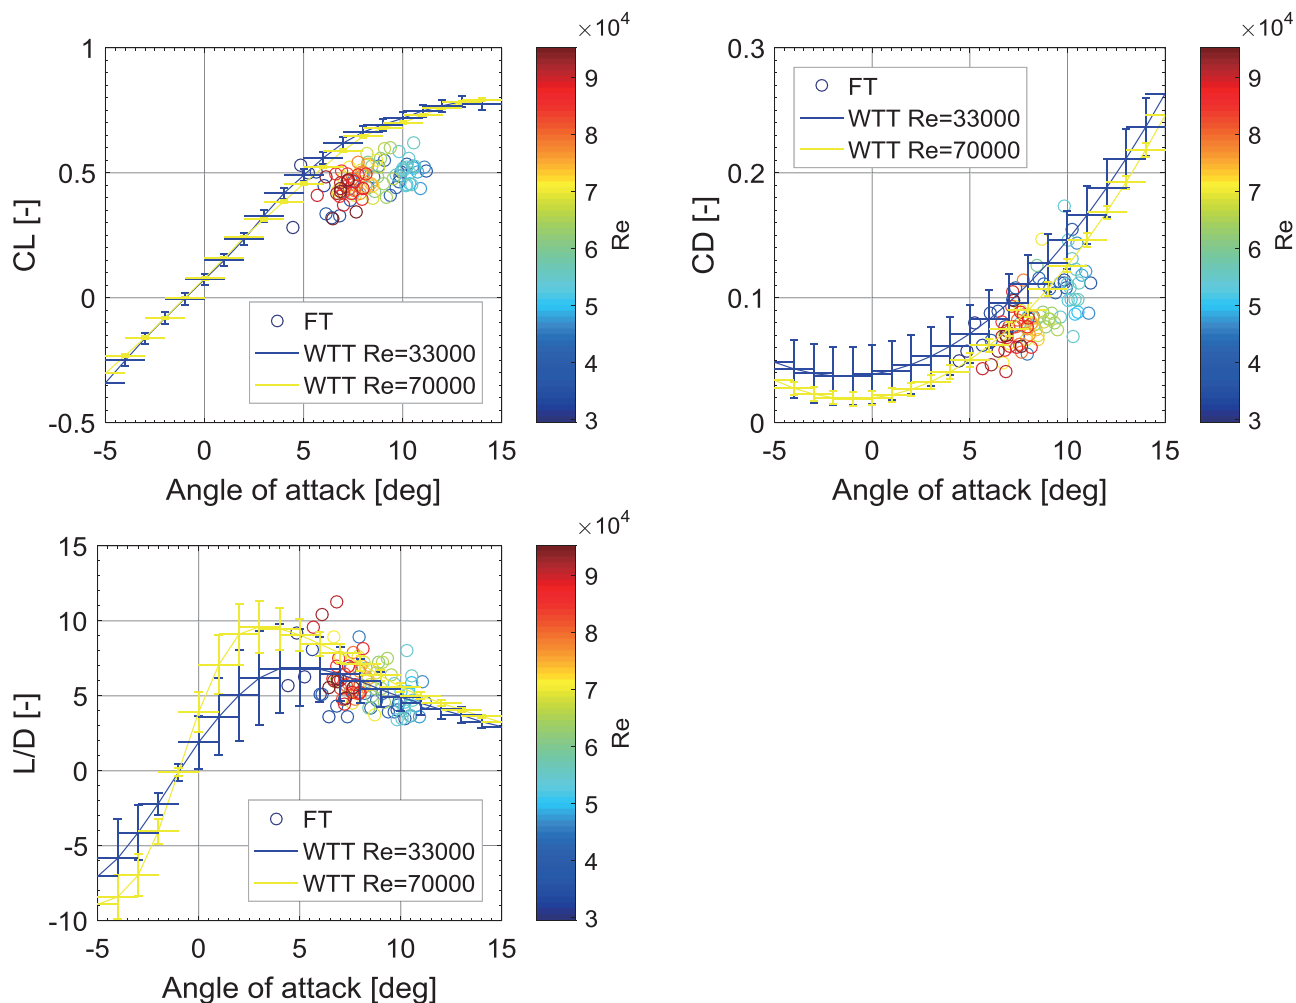 ×10⁴
1
0.5
0
-0.5
CL [-]
-5 0 5 10 15
Angle of attack [deg]
FT
WTT Re=33000
WTT Re=70000
9
8
7
6
5
4
3
Re
×10⁴
0.3
0.2
0.1
0
CD [-]
-5 0 5 10 15
Angle of attack [deg]
FT
WTT Re=33000
WTT Re=70000
9
8
7
6
5
4
3
Re
×10⁴
15
10
5
0
-5
-10
L/D [-]
-5 0 5 10 15
Angle of attack [deg]
FT
WTT Re=33000
WTT Re=70000
9
8
7
6
5
4
3
Re